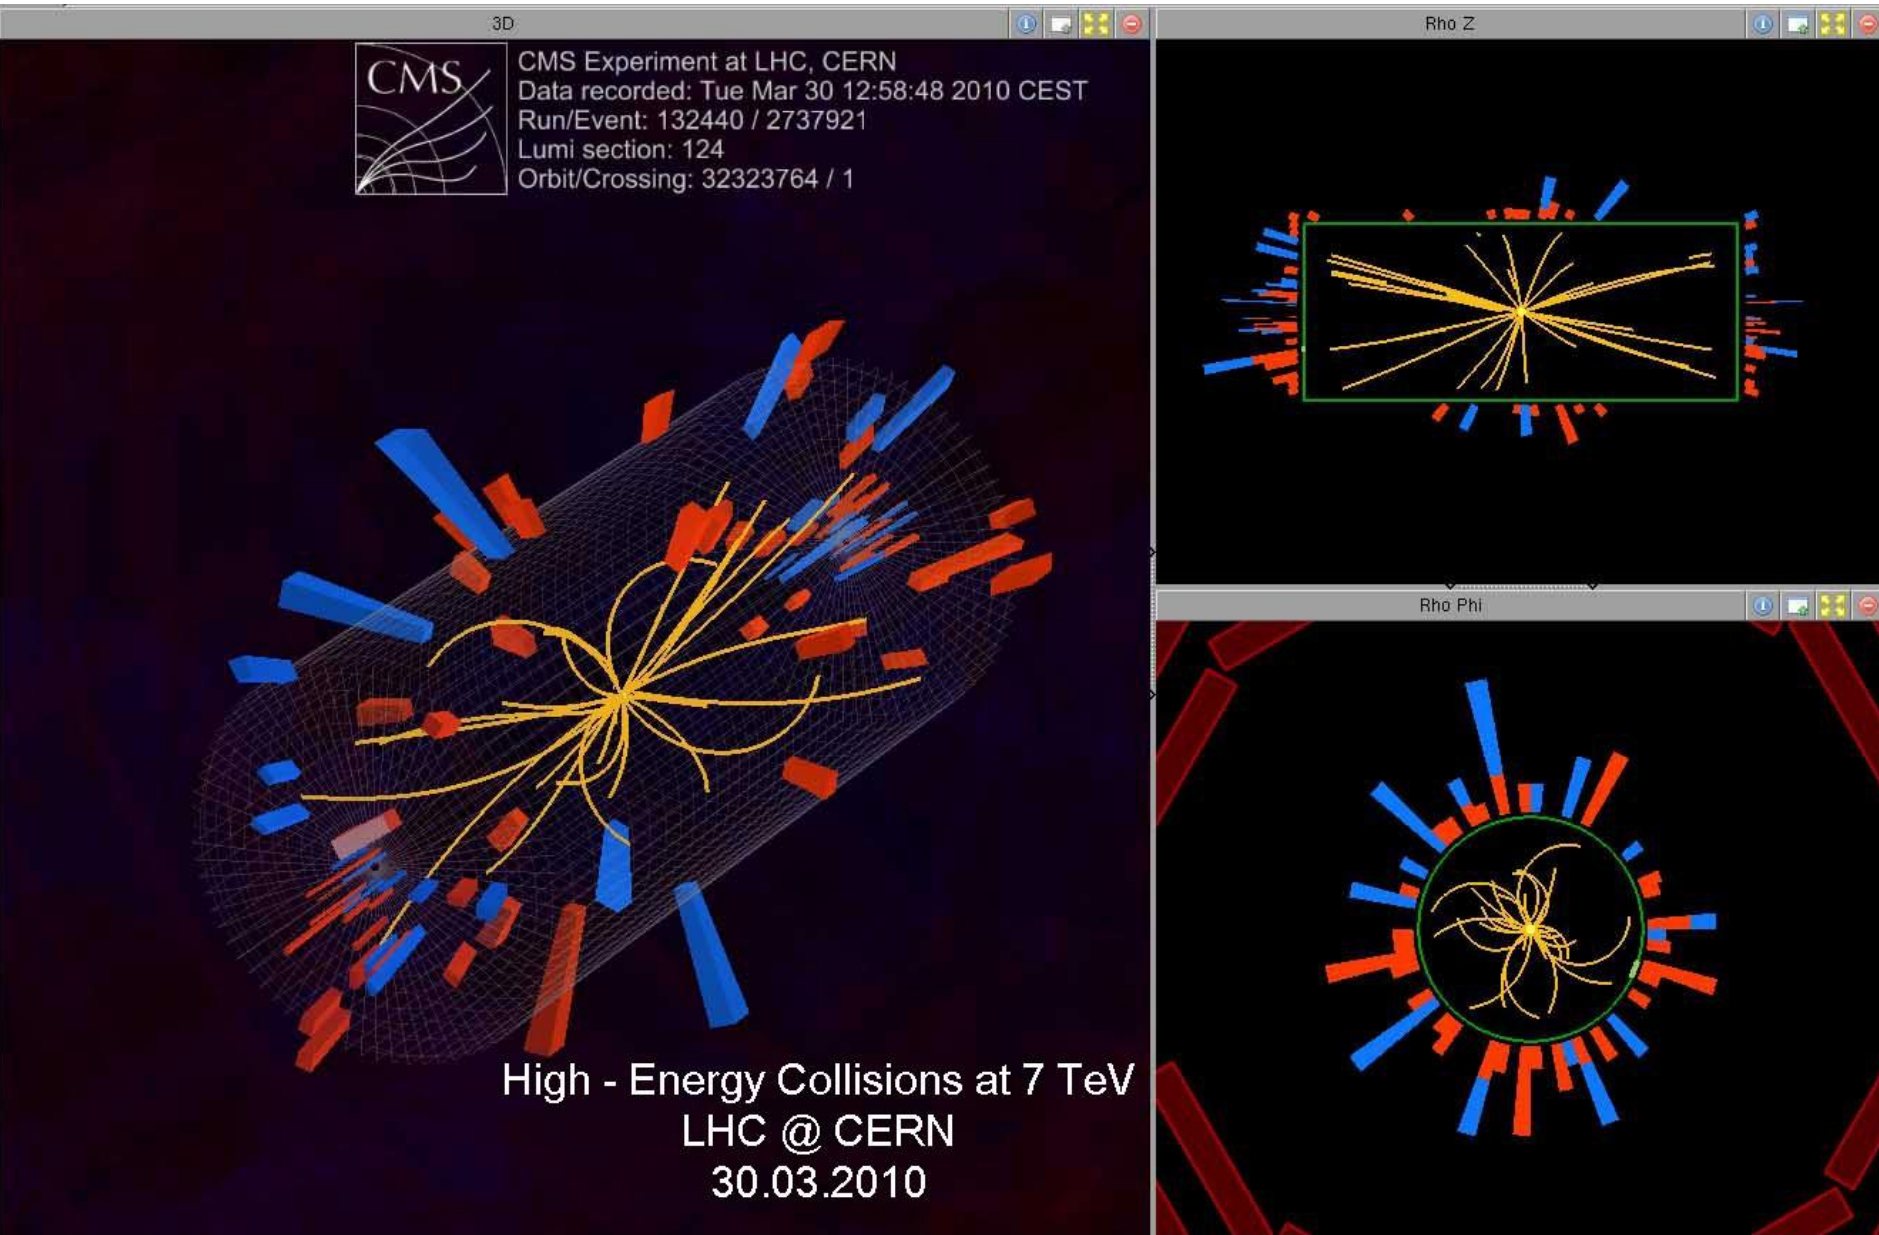 3D
CMS
CMS Experiment at LHC, CERN
Data recorded: Tue Mar 30 12:58:48 2010 CEST
Run/Event: 132440 / 2737921
Lumi section: 124
Orbit/Crossing: 32323764 / 1
High - Energy Collisions at 7 TeV
LHC @ CERN
30.03.2010
Rho Z
Rho Phi